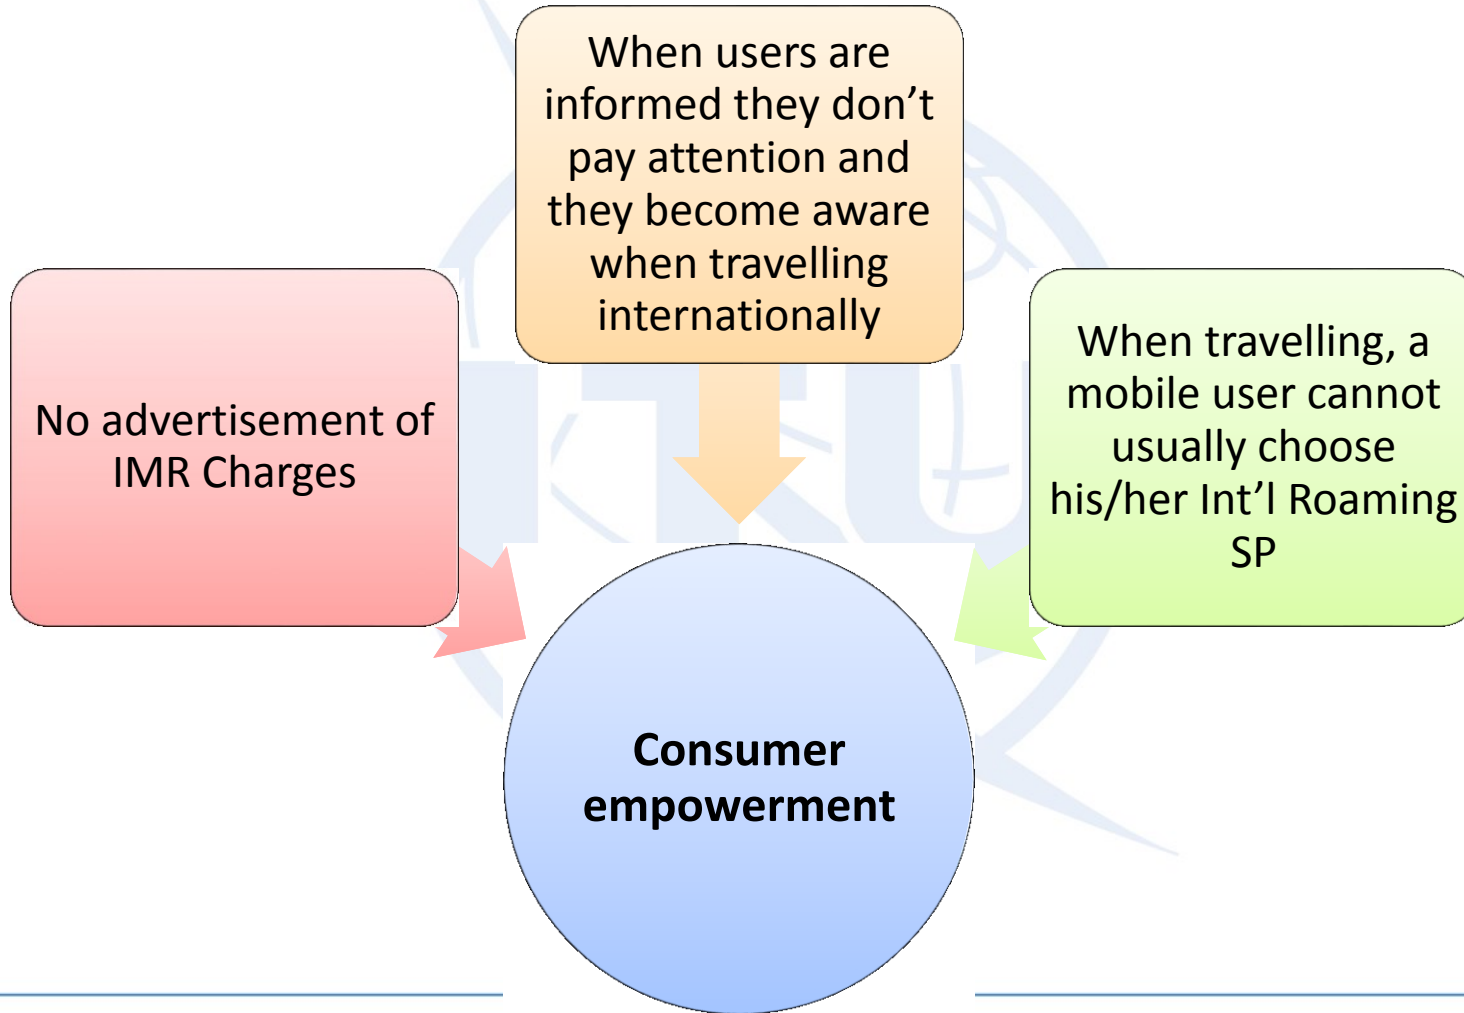 When users are
informed they don’t
pay attention and
they become aware
when travelling
internationally
No advertisement of
IMR Charges
When travelling, a
mobile user cannot
usually choose
his/her Int’l Roaming
SP
Consumer
empowerment
ITU